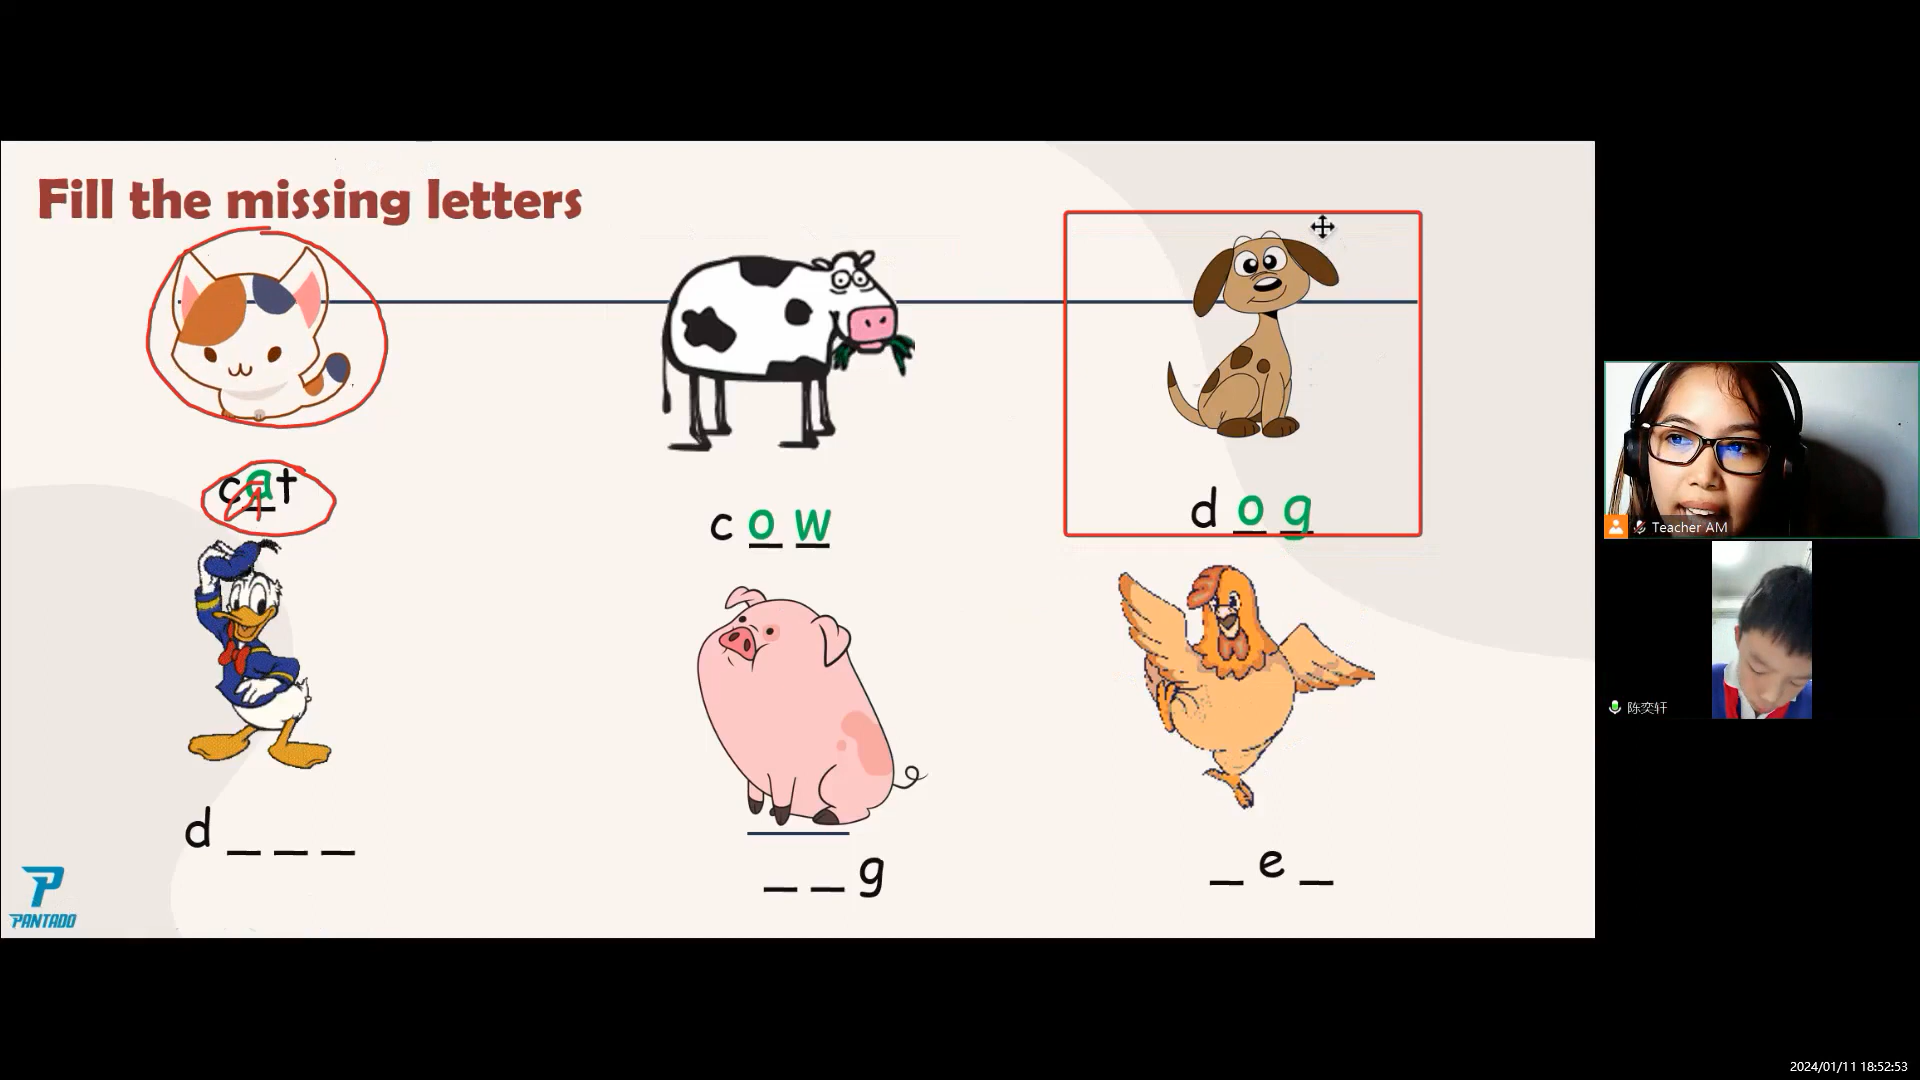 Fill the missing letters
cat
c o w
d o g
d _ _ _
_ _ g
_ e _
PANTADO
Teacher AM
陈奕轩
2024/01/11 18:52:53